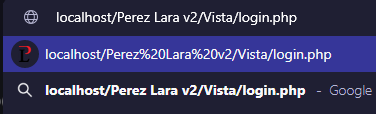 localhost/Perez Lara v2/Vista/login.php
localhost/Perez%20Lara%20v2/Vista/login.php
localhost/Perez Lara v2/Vista/login.php - Google